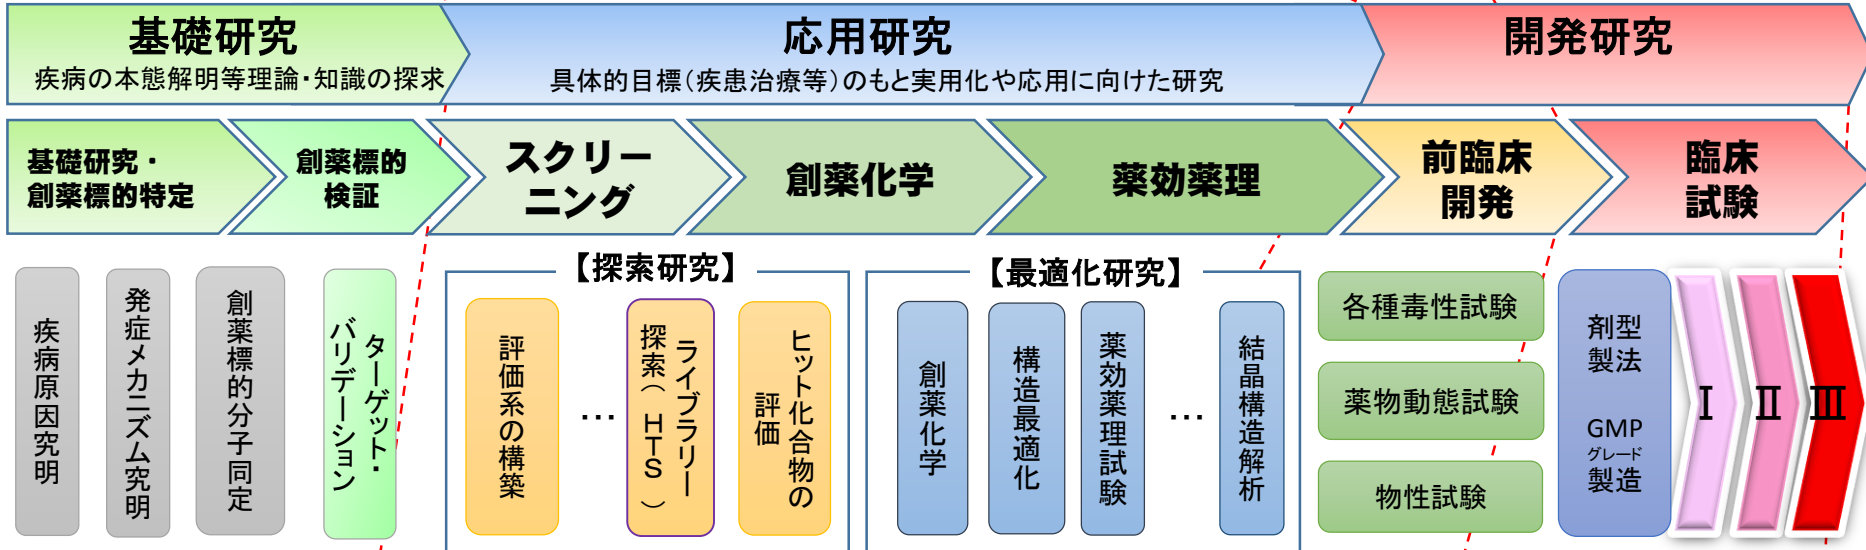 基礎研究
疾病の本態解明等理論・知識の探求
応用研究
具体的目標(疾患治療等)のもと実用化や応用に向けた研究
開発研究
基礎研究・
創薬標的特定
創薬標的
検証
スクリー
ニング
創薬化学
薬効薬理
前臨床
開発
臨床
試験
疾病原因究明
発症メカニズム究明
創薬標的分子同定
ターゲット・
バリデーション
【探索研究】
評価系の構築
…
ライブラリー
探索(HTS)
ヒット化合物の
評価
【最適化研究】
創薬化学
構造最適化
薬効薬理試験
…
結晶構造解析
各種毒性試験
薬物動態試験
物性試験
剤型
製法
GMP
グレード
製造
Ⅰ
Ⅱ
Ⅲ